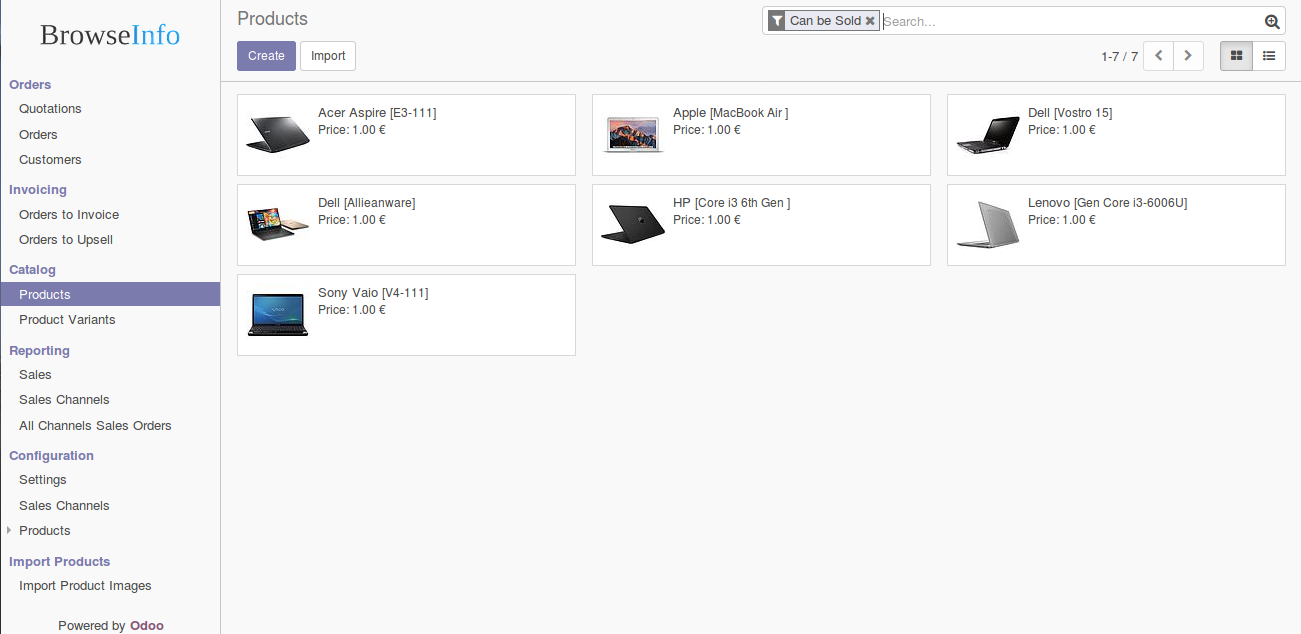 BrowseInfo
Orders
Quotations
Orders
Customers
Invoicing
Orders to Invoice
Orders to Upsell
Catalog
Products
Product Variants
Reporting
Sales
Sales Channels
All Channels Sales Orders
Configuration
Settings
Sales Channels
Products
Import Products
Import Product Images
Powered by Odoo
Products
Can be Sold
Search...
Create
Import
1-7 / 7
Acer Aspire [E3-111]
Price: 1.00 €
Apple [MacBook Air ]
Price: 1.00 €
Dell [Vostro 15]
Price: 1.00 €
Dell [Allieanware]
Price: 1.00 €
HP [Core i3 6th Gen ]
Price: 1.00 €
Lenovo [Gen Core i3-6006U]
Price: 1.00 €
Sony Vaio [V4-111]
Price: 1.00 €